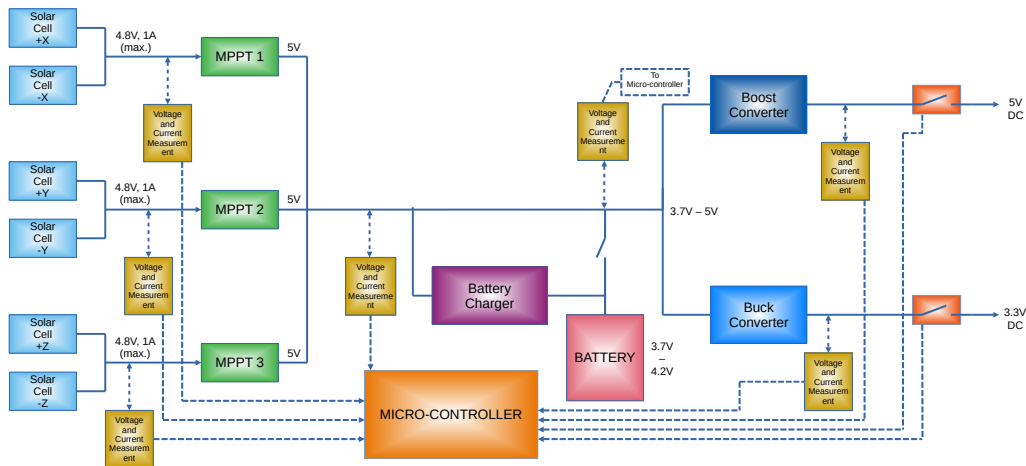 Solar
Cell
+X
4.8V, 1A
(max.)
MPPT 1
5V
Solar
Cell
-X
Voltage
and
Current
Measurem
ent
To
Micro-controller
Voltage
and
Current
Measureme
nt
Boost
Converter
5V
DC
Voltage
and
Current
Measurem
ent
Solar
Cell
+Y
4.8V, 1A
(max.)
MPPT 2
5V
3.7V – 5V
Solar
Cell
-Y
Voltage
and
Current
Measurem
ent
Voltage
and
Current
Measureme
nt
Battery
Charger
Buck
Converter
3.3V
DC
Solar
Cell
+Z
4.8V, 1A
(max.)
MPPT 3
5V
BATTERY
3.7V
–
4.2V
Voltage
and
Current
Measurem
ent
Solar
Cell
-Z
Voltage
and
Current
Measurem
ent
MICRO-CONTROLLER